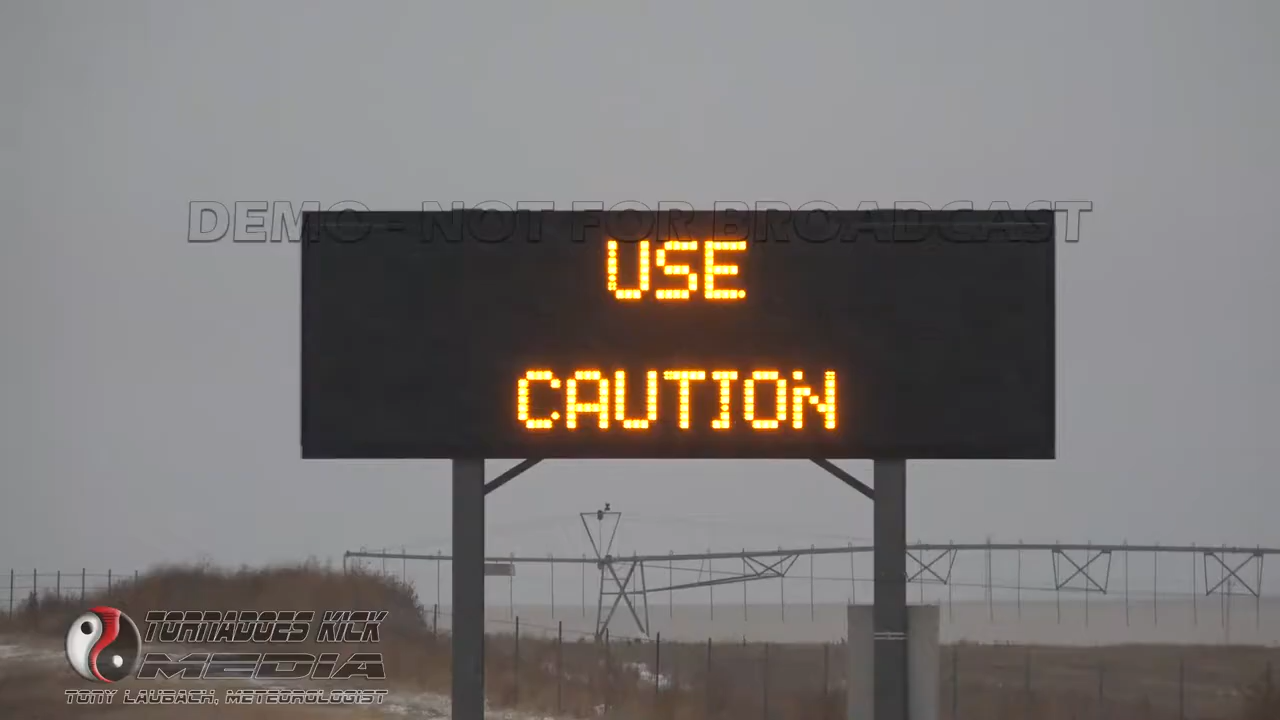 DEMO - NOT FOR BROADCAST
USE
CAUTION
TORNADOES KICK
MEDIA
TONY LAUBACH, METEOROLOGIST